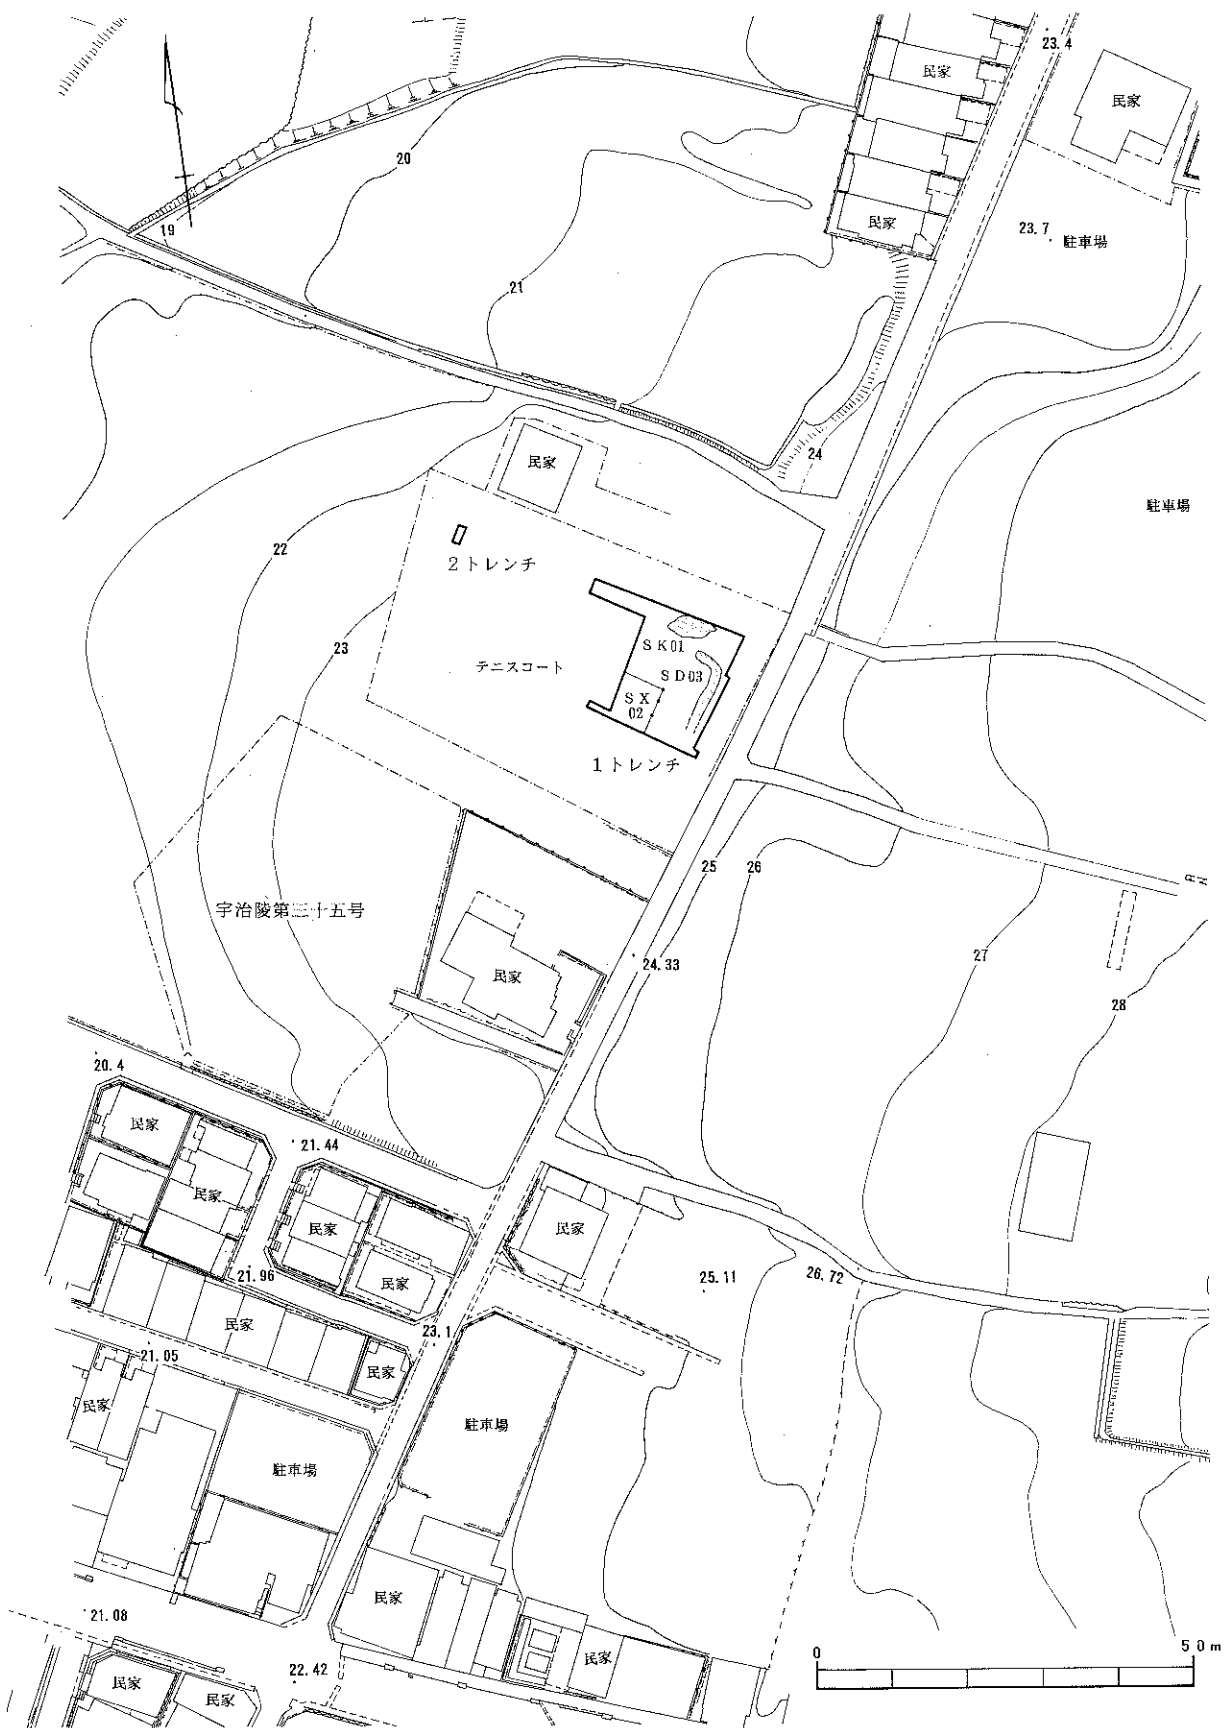 23.4
民家
民家
20
民家
19
23.7
駐車場
21
24
民家
駐車場
22
2トレンチ
23
SK01
テニスコート
SD03
SX
02
1トレンチ
25
26
宇治陵第三十五号
24.33
27
民家
28
20.4
民家
21.44
民家
民家
民家
21.96
民家
25.11
26.72
民家
23.1
21.05
民家
民家
駐車場
駐車場
民家
21.08
民家
22.42
民家
民家
0
50m